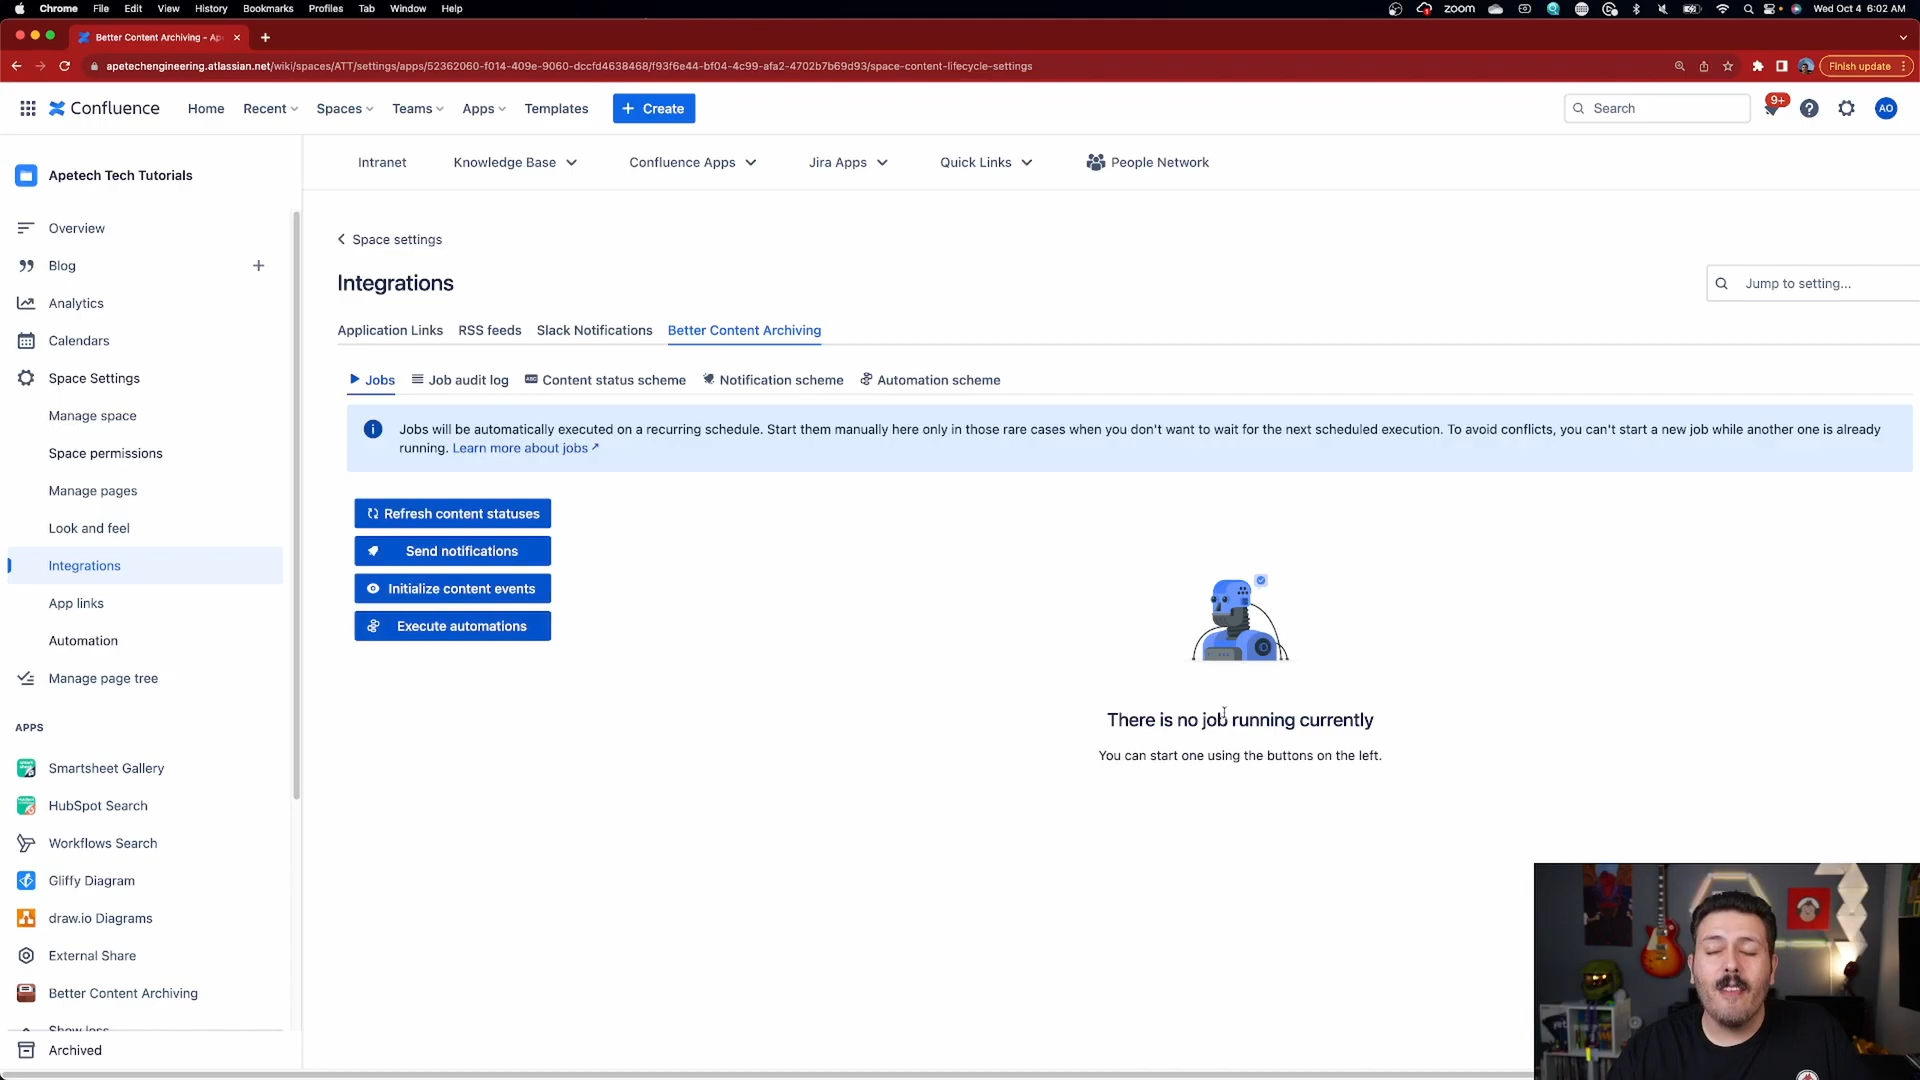 Chrome File Edit View History Bookmarks Profiles Tab Window Help
zoom
Wed Oct 4 6:02 AM
Better Content Archiving - Ap
apetechengineering.atlassian.net/wiki/spaces/ATT/settings/apps/52362060-f014-409e-9060-dccfd4638468/f93f6e44-bf04-4c99-afa2-4702b7b69d93/space-content-lifecycle-settings
Finish update
Confluence
Home Recent Spaces Teams Apps Templates + Create
Search
9+
AO
Intranet Knowledge Base Confluence Apps Jira Apps Quick Links People Network
Apetech Tech Tutorials
Overview
Blog
Analytics
Calendars
Space Settings
Manage space
Space permissions
Manage pages
Look and feel
Integrations
App links
Automation
Manage page tree
APPS
Smartsheet Gallery
HubSpot Search
Workflows Search
Gliffy Diagram
draw.io Diagrams
External Share
Better Content Archiving
Show less
Archived
Space settings
Integrations
Jump to setting...
Application Links RSS feeds Slack Notifications Better Content Archiving
Jobs Job audit log Content status scheme Notification scheme Automation scheme
Jobs will be automatically executed on a recurring schedule. Start them manually here only in those rare cases when you don't want to wait for the next scheduled execution. To avoid conflicts, you can't start a new job while another one is already
running. Learn more about jobs
Refresh content statuses
Send notifications
Initialize content events
Execute automations
There is no job running currently
You can start one using the buttons on the left.